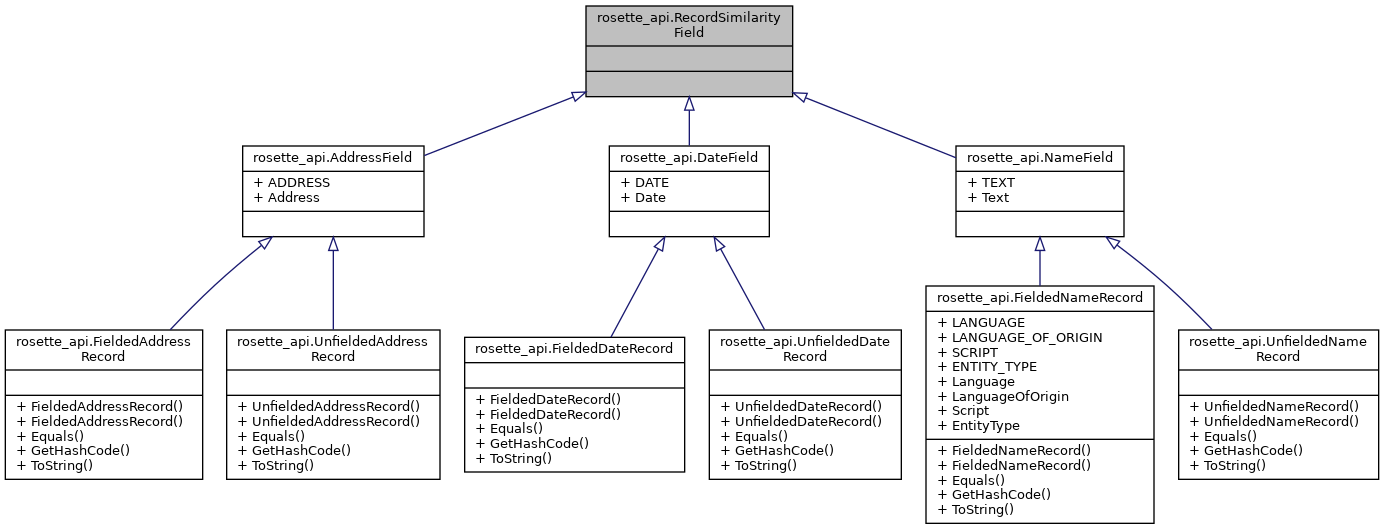 rosette_api.RecordSimilarity
Field
rosette_api.AddressField
+ ADDRESS
+ Address
rosette_api.DateField
+ DATE
+ Date
rosette_api.NameField
+ TEXT
+ Text
rosette_api.FieldedAddress
Record
+ FieldedAddressRecord()
+ FieldedAddressRecord()
+ Equals()
+ GetHashCode()
+ ToString()
rosette_api.UnfieldedAddress
Record
+ UnfieldedAddressRecord()
+ UnfieldedAddressRecord()
+ Equals()
+ GetHashCode()
+ ToString()
rosette_api.FieldedDateRecord
+ FieldedDateRecord()
+ FieldedDateRecord()
+ Equals()
+ GetHashCode()
+ ToString()
rosette_api.UnfieldedDate
Record
+ UnfieldedDateRecord()
+ UnfieldedDateRecord()
+ Equals()
+ GetHashCode()
+ ToString()
rosette_api.FieldedNameRecord
+ LANGUAGE
+ LANGUAGE_OF_ORIGIN
+ SCRIPT
+ ENTITY_TYPE
+ Language
+ LanguageOfOrigin
+ Script
+ EntityType
+ FieldedNameRecord()
+ FieldedNameRecord()
+ Equals()
+ GetHashCode()
+ ToString()
rosette_api.UnfieldedName
Record
+ UnfieldedNameRecord()
+ UnfieldedNameRecord()
+ Equals()
+ GetHashCode()
+ ToString()